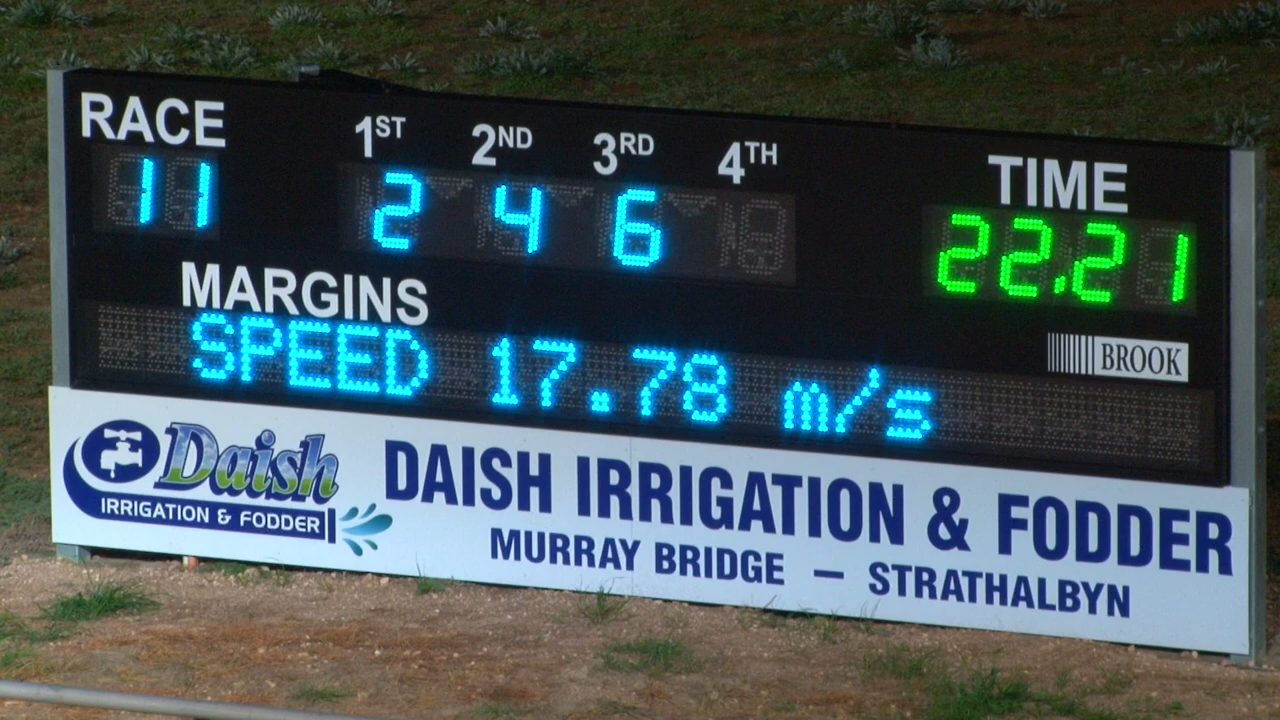 RACE 1ST 2ND 3RD 4TH TIME
11 2 4 6 22.21
MARGINS
SPEED 17.78 m/s
BROOK
Daish
IRRIGATION & FODDER
DAISH IRRIGATION & FODDER
MURRAY BRIDGE — STRATHALBYN